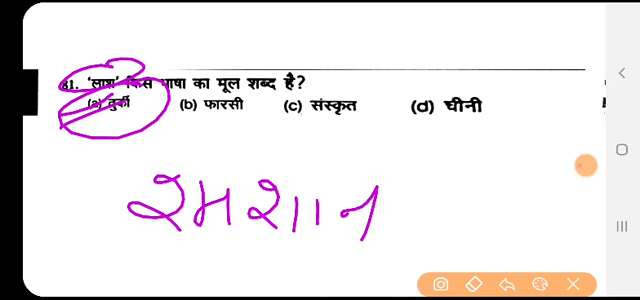 81. 'लाश' किस भाषा का मूल शब्द है?
(a) तुर्की (b) फारसी (c) संस्कृत (d) चीनी
श्मशान